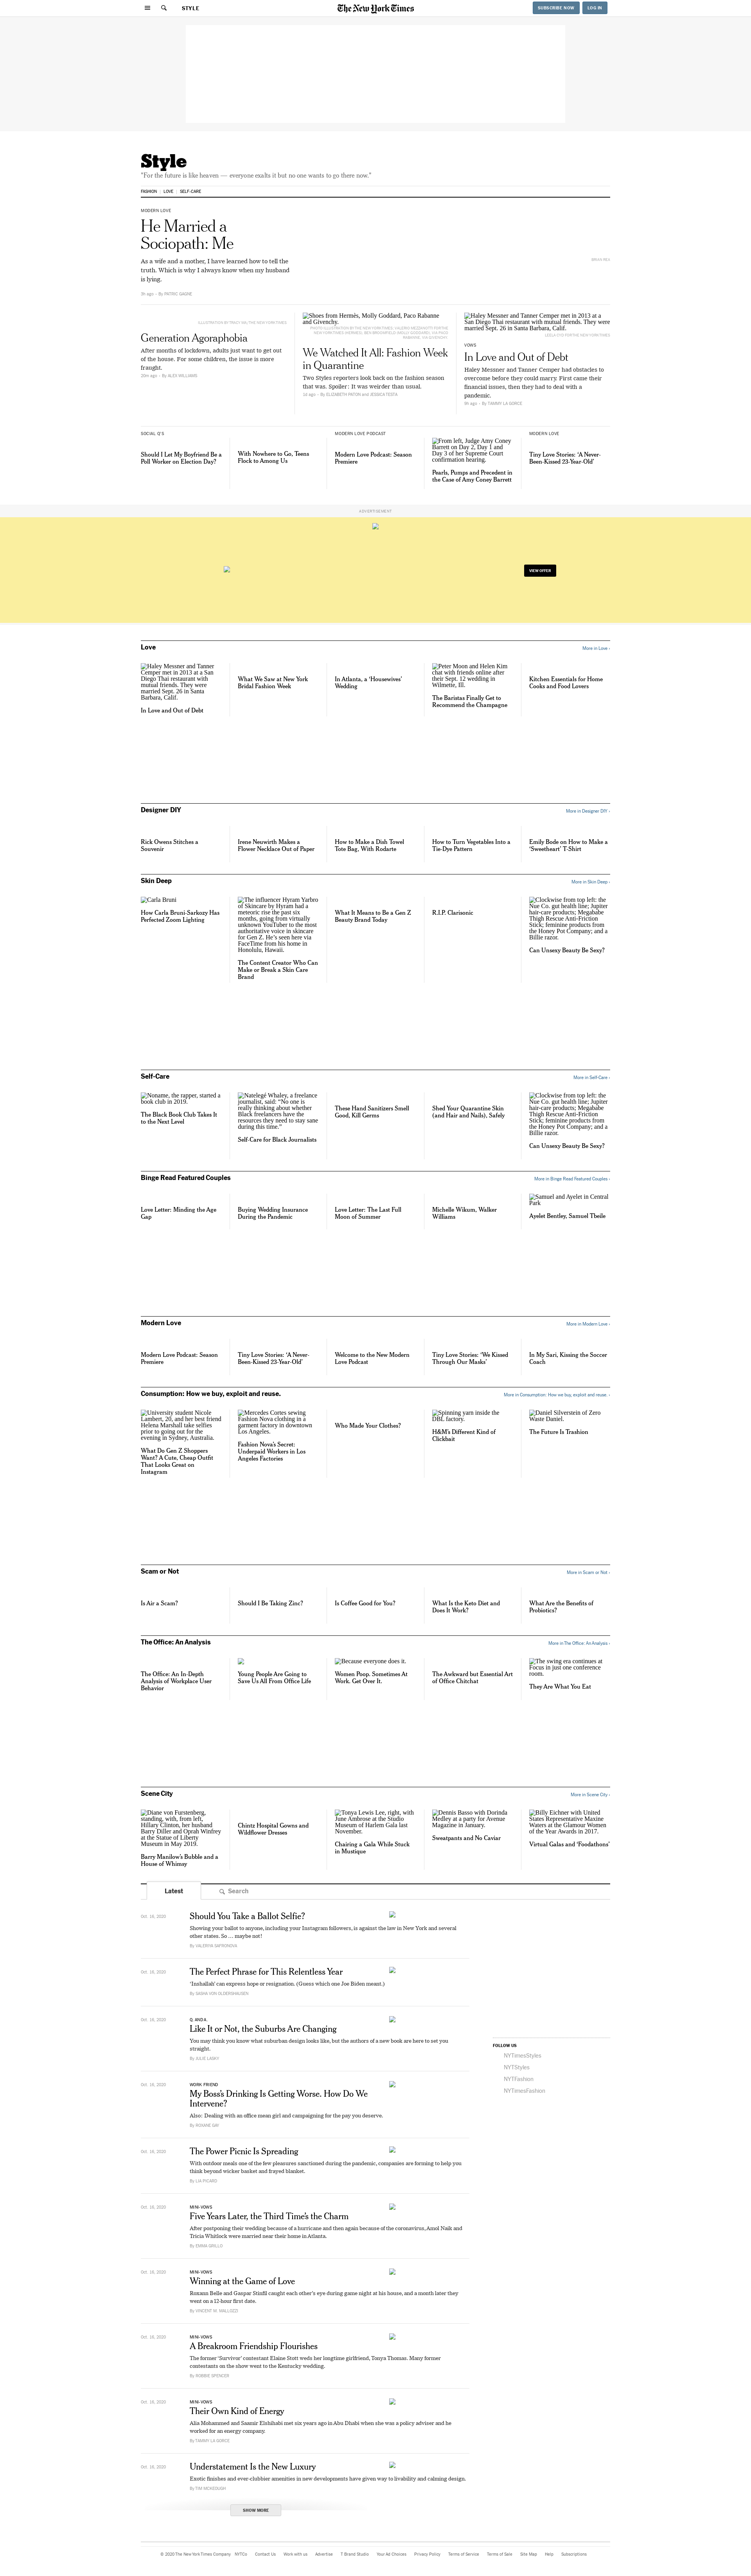 STYLE
The New York Times
SUBSCRIBE NOW
LOG IN
Style
“For the future is like heaven — everyone exalts it but no one wants to go there now.”
FASHION
LOVE
SELF-CARE
MODERN LOVE
He Married a
Sociopath: Me
As a wife and a mother, I have learned how to tell the
truth. Which is why I always know when my husband
is lying.
3h ago
By PATRIC GAGNE
BRIAN REA
Generation Agoraphobia
After months of lockdown, adults just want to get out
of the house. For some children, the issue is more
fraught.
20m ago
By ALEX WILLIAMS
Shoes from Hermès, Molly Goddard, Paco Rabanne
and Givenchy.
We Watched It All: Fashion Week
in Quarantine
Two Styles reporters look back on the fashion season
that was. Spoiler: It was weirder than usual.
By ELIZABETH PATON and JESSICA TESTA
Haley Messner and Tanner Cemper met in 2013 at a
San Diego Thai restaurant with mutual friends. They were
married Sept. 26 in Santa Barbara, Calif.
VOWS
In Love and Out of Debt
Haley Messner and Tanner Cemper had obstacles to
overcome before they could marry. First came their
financial issues, then they had to deal with a
pandemic.
By TAMMY LA GORCE
SOCIAL Q’S
Should I Let My Boyfriend Be a
Poll Worker on Election Day?
With Nowhere to Go, Teens
Flock to Among Us
MODERN LOVE PODCAST
Modern Love Podcast: Season
Premiere
From left, Judge Amy Coney
Barrett on Day 2, Day 1 and
Day 3 of her Supreme Court
confirmation hearing.
Pearls, Pumps and Precedent in
the Case of Amy Coney Barrett
MODERN LOVE
Tiny Love Stories: ‘A Never-
Been-Kissed 23-Year-Old’
ADVERTISEMENT
VIEW OFFER
Love
More in Love ›
Haley Messner and Tanner
Cemper met in 2013 at a San
Diego Thai restaurant with
mutual friends. They were
married Sept. 26 in Santa
Barbara, Calif.
In Love and Out of Debt
What We Saw at New York
Bridal Fashion Week
In Atlanta, a ‘Housewives’
Wedding
Peter Moon and Helen Kim
chat with friends online after
their Sept. 12 wedding in
Wilmette, Ill.
The Baristas Finally Get to
Recommend the Champagne
Kitchen Essentials for Home
Cooks and Food Lovers
Designer DIY
More in Designer DIY ›
Rick Owens Stitches a
Souvenir
Irene Neuwirth Makes a
Flower Necklace Out of Paper
How to Make a Dish Towel
Tote Bag, With Rodarte
How to Turn Vegetables Into a
Tie-Dye Pattern
Emily Bode on How to Make a
‘Sweetheart’ T-Shirt
Skin Deep
More in Skin Deep ›
Carla Bruni
How Carla Bruni-Sarkozy Has
Perfected Zoom Lighting
The influencer Hyram Yarbro
of Skincare by Hyram had a
meteoric rise the past six
months, going from virtually
unknown YouTuber to the most
authoritative voice in skincare
for Gen Z. He’s seen here via
FaceTime from his home in
Honolulu, Hawaii.
The Content Creator Who Can
Make or Break a Skin Care
Brand
What It Means to Be a Gen Z
Beauty Brand Today
R.I.P. Clarisonic
Clockwise from top left: the
Nue Co. gut health line; Jupiter
hair-care products; Megababe
Thigh Rescue Anti-Friction
Stick; feminine products from
the Honey Pot Company; and a
Billie razor.
Can Unsexy Beauty Be Sexy?
Self-Care
More in Self-Care ›
Noname, the rapper, started a
book club in 2019.
The Black Book Club Takes It
to the Next Level
Natelegé Whaley, a freelance
journalist, said: “No one is
really thinking about whether
Black freelancers have the
resources they need to stay sane
during this time.”
Self-Care for Black Journalists
These Hand Sanitizers Smell
Good, Kill Germs
Shed Your Quarantine Skin
(and Hair and Nails), Safely
Clockwise from top left: the
Nue Co. gut health line; Jupiter
hair-care products; Megababe
Thigh Rescue Anti-Friction
Stick; feminine products from
the Honey Pot Company; and a
Billie razor.
Can Unsexy Beauty Be Sexy?
Binge Read Featured Couples
More in Binge Read Featured Couples ›
Love Letter: Minding the Age
Gap
Buying Wedding Insurance
During the Pandemic
Love Letter: The Last Full
Moon of Summer
Michelle Wikum, Walker
Williams
Samuel and Ayelet in Central
Park
Ayelet Bentley, Samuel Tbeile
Modern Love
More in Modern Love ›
Modern Love Podcast: Season
Premiere
Tiny Love Stories: ‘A Never-
Been-Kissed 23-Year-Old’
Welcome to the New Modern
Love Podcast
Tiny Love Stories: ‘We Kissed
Through Our Masks’
In My Sari, Kissing the Soccer
Coach
Consumption: How we buy, exploit and reuse.
More in Consumption: How we buy, exploit and reuse. ›
University student Nicole
Lambert, 20, and her best friend
Helena Marshall take selfies
prior to going out for the
evening in Sydney, Australia.
What Do Gen Z Shoppers
Want? A Cute, Cheap Outfit
That Looks Great on
Instagram
Mercedes Cortes sewing
Fashion Nova clothing in a
garment factory in downtown
Los Angeles.
Fashion Nova’s Secret:
Underpaid Workers in Los
Angeles Factories
Who Made Your Clothes?
Spinning yarn inside the
DBL factory.
H&M’s Different Kind of
Clickbait
Daniel Silverstein of Zero
Waste Daniel.
The Future Is Trashion
Scam or Not
More in Scam or Not ›
Is Air a Scam?
Should I Be Taking Zinc?
Is Coffee Good for You?
What Is the Keto Diet and
Does It Work?
What Are the Benefits of
Probiotics?
The Office: An Analysis
More in The Office: An Analysis ›
The Office: An In-Depth
Analysis of Workplace User
Behavior
Young People Are Going to
Save Us All From Office Life
Because everyone does it.
Women Poop. Sometimes At
Work. Get Over It.
The Awkward but Essential Art
of Office Chitchat
The swing era continues at
Focus in just one conference
room.
They Are What You Eat
Scene City
More in Scene City ›
Diane von Furstenberg,
standing, with, from left,
Hillary Clinton, her husband
Barry Diller and Oprah Winfrey
at the Statue of Liberty
Museum in May 2019.
Barry Manilow’s Bubble and a
House of Whimsy
Chintz Hospital Gowns and
Wildflower Dresses
Tonya Lewis Lee, right, with
June Ambrose at the Studio
Museum of Harlem Gala last
November.
Chairing a Gala While Stuck
in Mustique
Dennis Basso with Dorinda
Medley at a party for Avenue
Magazine in January.
Sweatpants and No Caviar
Billy Eichner with United
States Representative Maxine
Waters at the Glamour Women
of the Year Awards in 2017.
Virtual Galas and ‘Foodathons’
Latest
Search
Should You Take a Ballot Selfie?
Showing your ballot to anyone, including your Instagram followers, is against the law in New York and several
other states. So … maybe not!
By VALERIYA SAFRONOVA
The Perfect Phrase for This Relentless Year
‘Inshallah’ can express hope or resignation. (Guess which one Joe Biden meant.)
Q. AND A.
Like It or Not, the Suburbs Are Changing
You may think you know what suburban design looks like, but the authors of a new book are here to set you
straight.
By JULIE LASKY
WORK FRIEND
My Boss’s Drinking Is Getting Worse. How Do We
Intervene?
Also: Dealing with an office mean girl and campaigning for the pay you deserve.
By ROXANE GAY
The Power Picnic Is Spreading
With outdoor meals one of the few pleasures sanctioned during the pandemic, companies are forming to help you
think beyond wicker basket and frayed blanket.
By LIA PICARD
MINI-VOWS
Five Years Later, the Third Time’s the Charm
After postponing their wedding because of a hurricane and then again because of the coronavirus, Amol Naik and
Tricia Whitlock were married near their home in Atlanta.
By EMMA GRILLO
MINI-VOWS
Winning at the Game of Love
Roxann Belle and Gaspar Stinfil caught each other’s eye during game night at his house, and a month later they
went on a 12-hour first date.
By VINCENT M. MALLOZZI
MINI-VOWS
A Breakroom Friendship Flourishes
The former ‘Survivor’ contestant Elaine Stott weds her longtime girlfriend, Tonya Thomas. Many former
contestants on the show went to the Kentucky wedding.
MINI-VOWS
Their Own Kind of Energy
Alia Mohammed and Saamir Elshihabi met six years ago in Abu Dhabi when she was a policy adviser and he
worked for an energy company.
By TAMMY LA GORCE
Understatement Is the New Luxury
Exotic finishes and ever-clubbier amenities in new developments have given way to livability and calming design.
By TIM MCKEOUGH
SHOW MORE
FOLLOW US
NYTimesStyles
NYTStyles
NYTFashion
NYTimesFashion
© 2020 The New York Times Company
NYTCo
Contact Us
Work with us
Advertise
T Brand Studio
Your Ad Choices
Privacy Policy
Terms of Service
Terms of Sale
Site Map
Help
Subscriptions